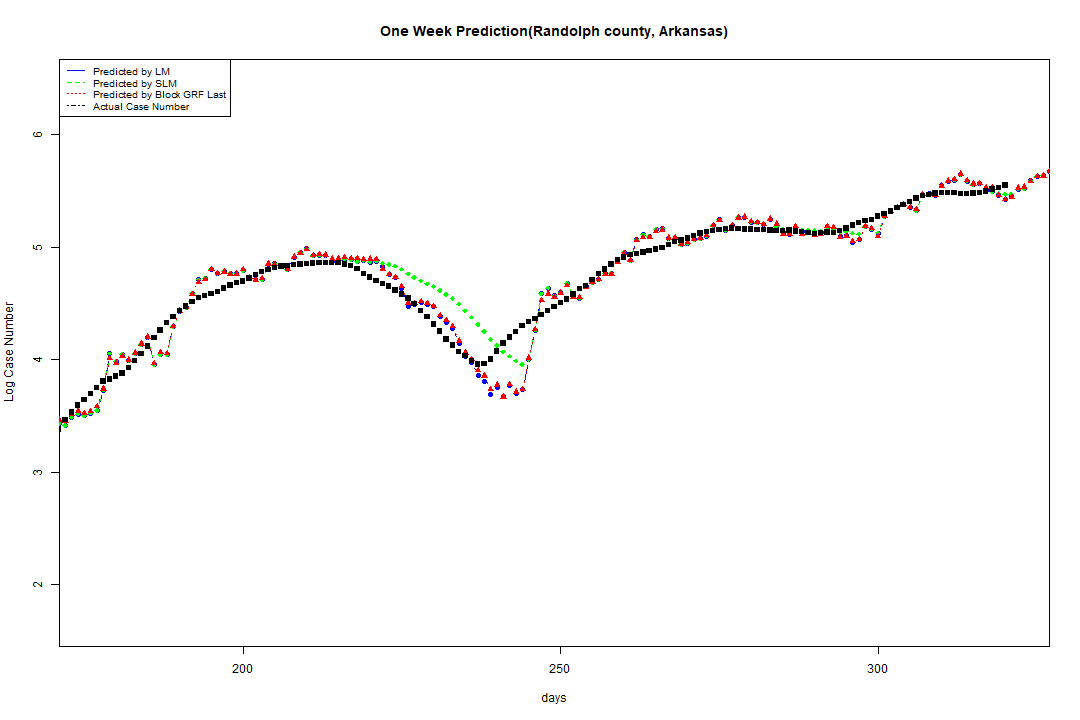 One Week Prediction(Randolph county, Arkansas)
Predicted by LM
Predicted by SLM
Predicted by Block GRF Last
Actual Case Number
6
5
4
3
2
Log Case Number
200
250
300
days